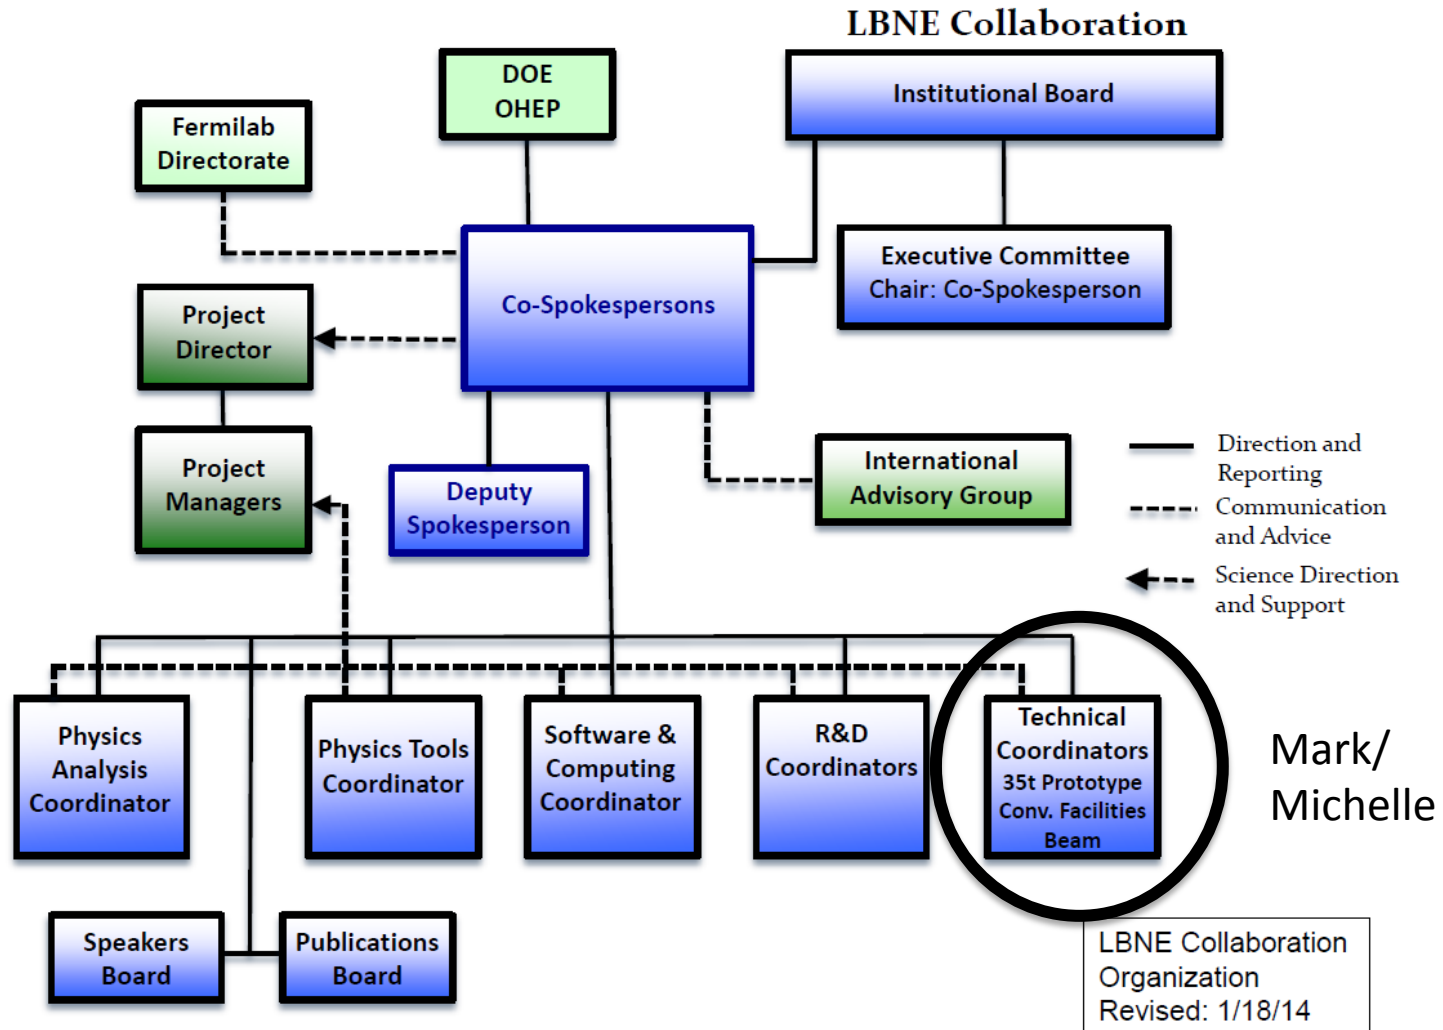 LBNE Collaboration
DOE
OHEP
Institutional Board
Fermilab
Directorate
Executive Committee
Chair: Co-Spokesperson
Co-Spokespersons
Project
Director
Project
Managers
Deputy
Spokesperson
International
Advisory Group
Direction and
Reporting
Communication
and Advice
Science Direction
and Support
Physics
Analysis
Coordinator
Physics Tools
Coordinator
Software &
Computing
Coordinator
R&D
Coordinators
Technical
Coordinators
35t Prototype
Conv. Facilities
Beam
Mark/
Michelle
Speakers
Board
Publications
Board
LBNE Collaboration
Organization
Revised: 1/18/14